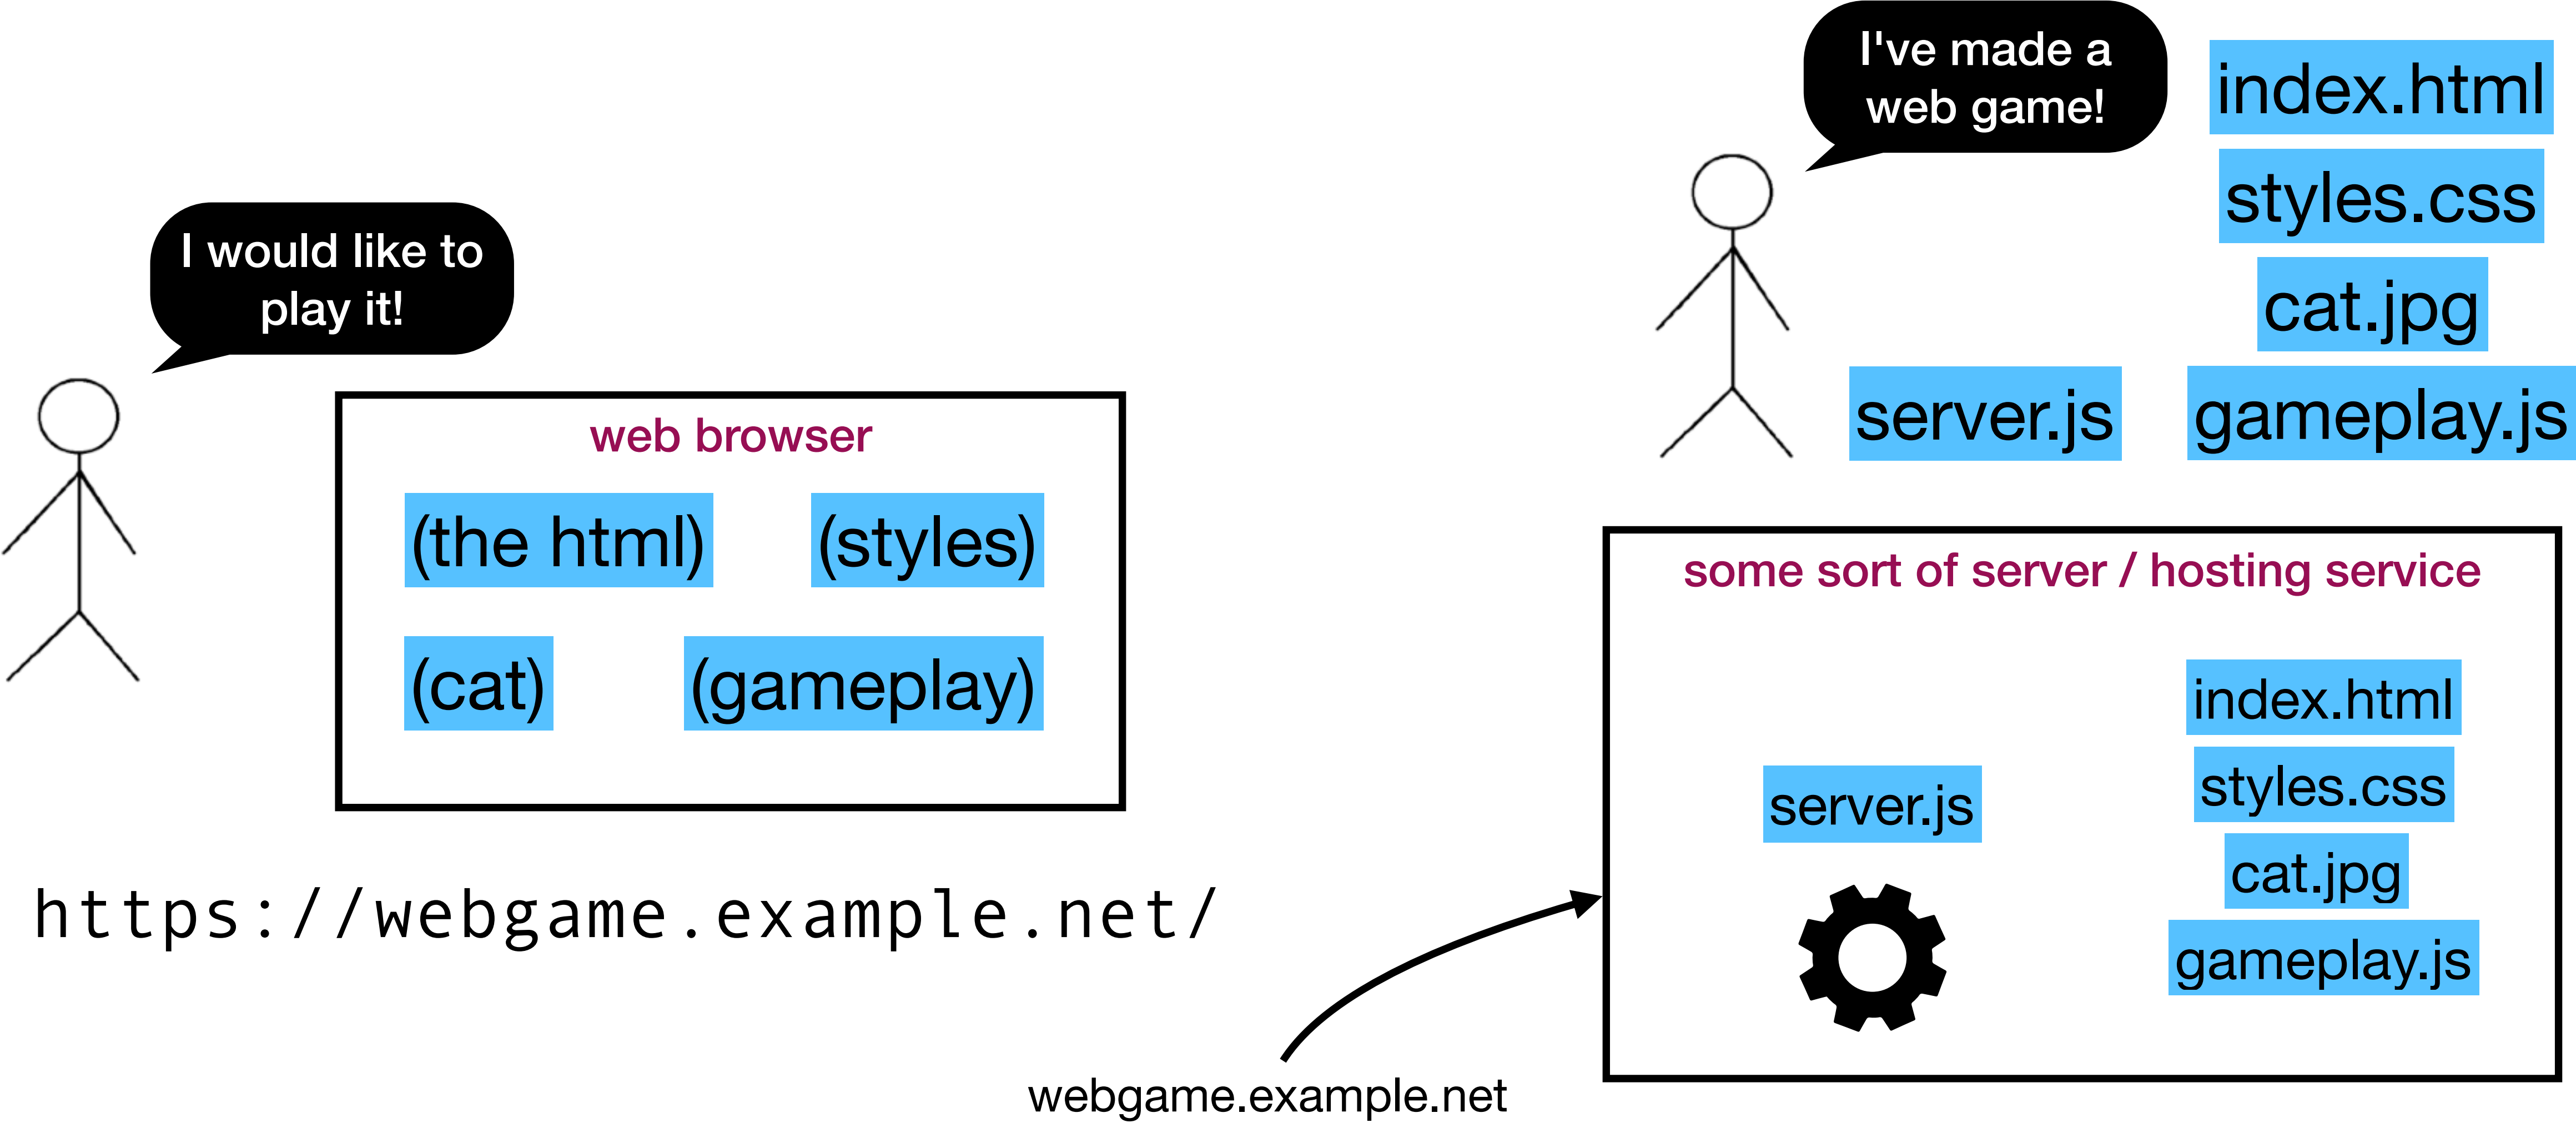 I've made a
web game!
index.html
styles.css
cat.jpg
server.js
gameplay.js
I would like to
play it!
web browser
(the html)
(styles)
(cat)
(gameplay)
https://webgame.example.net/
some sort of server / hosting service
index.html
styles.css
server.js
cat.jpg
gameplay.js
webgame.example.net